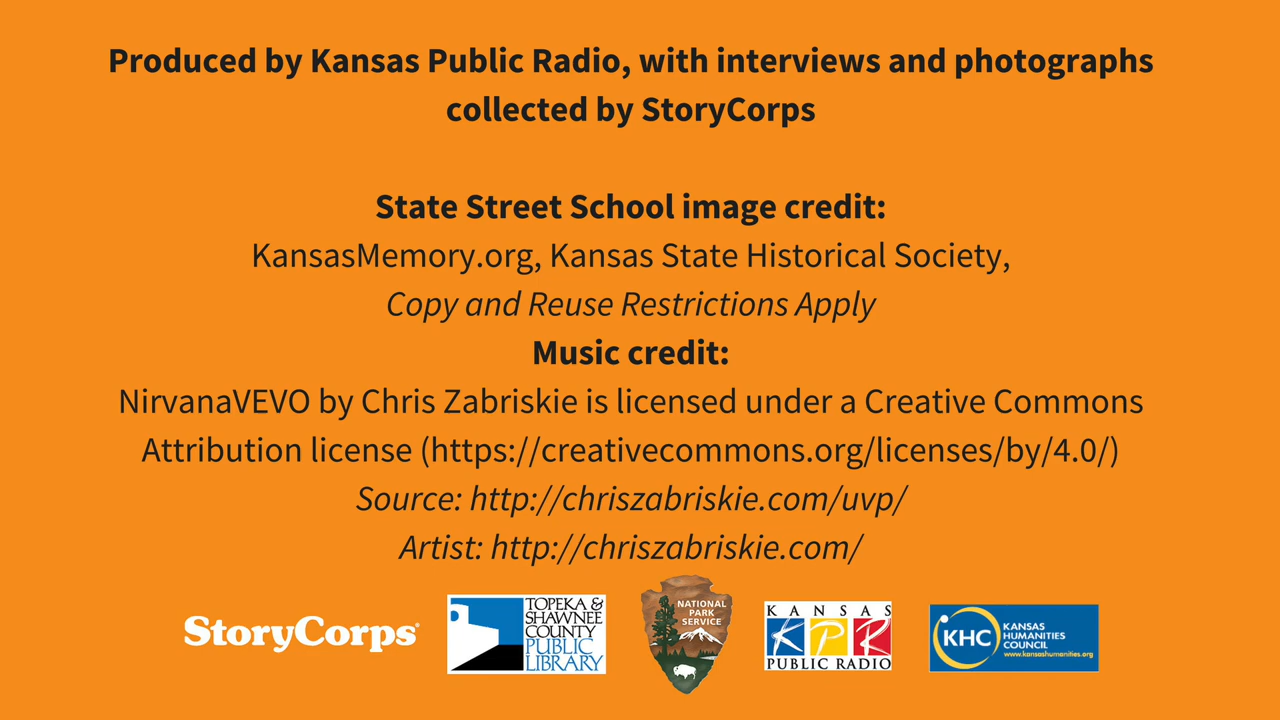 Produced by Kansas Public Radio, with interviews and photographs
collected by StoryCorps
State Street School image credit:
KansasMemory.org, Kansas State Historical Society,
Copy and Reuse Restrictions Apply
Music credit:
NirvanaVEVO by Chris Zabriskie is licensed under a Creative Commons
Attribution license (https://creativecommons.org/licenses/by/4.0/)
Source: http://chriszabriskie.com/uvp/
Artist: http://chriszabriskie.com/
StoryCorps
TOPEKA &
SHAWNEE
COUNTY
PUBLIC
LIBRARY
NATIONAL
PARK
SERVICE
KANSAS
KPR
PUBLIC RADIO
KHC
KANSAS
HUMANITIES
COUNCIL
www.kansashumanities.org